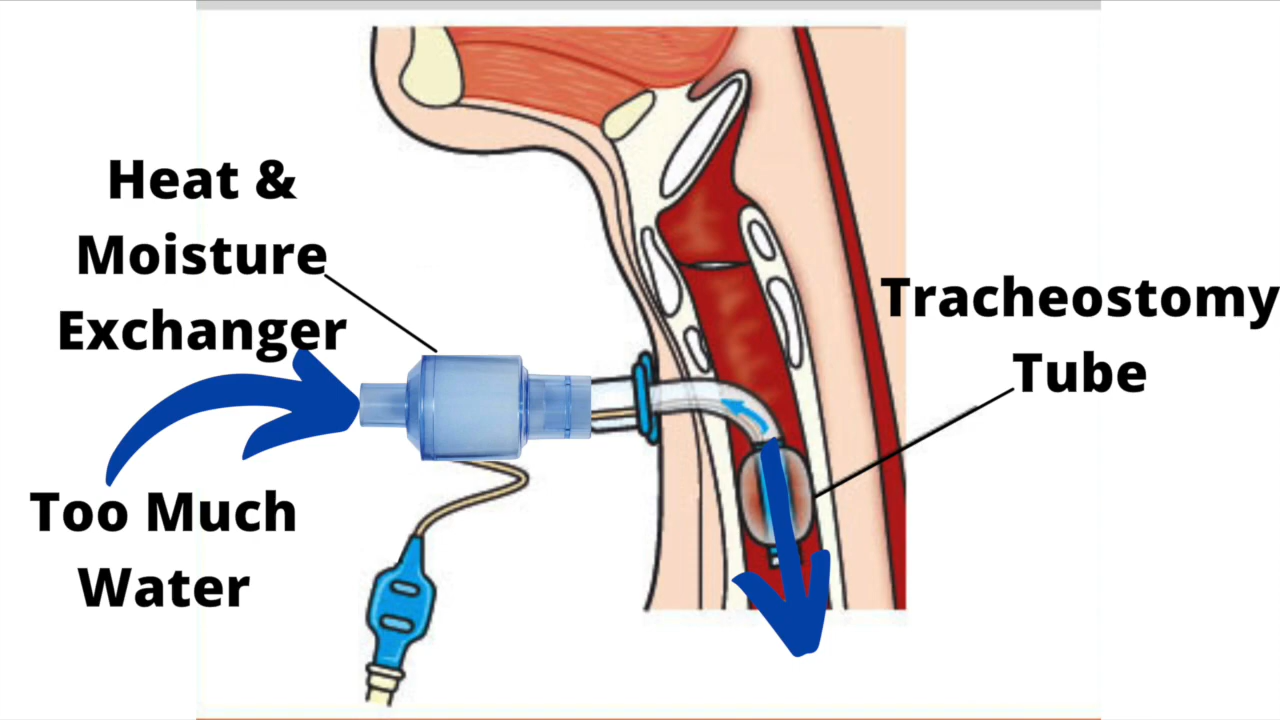 Heat &
Moisture
Exchanger
Tracheostomy
Tube
Too Much
Water